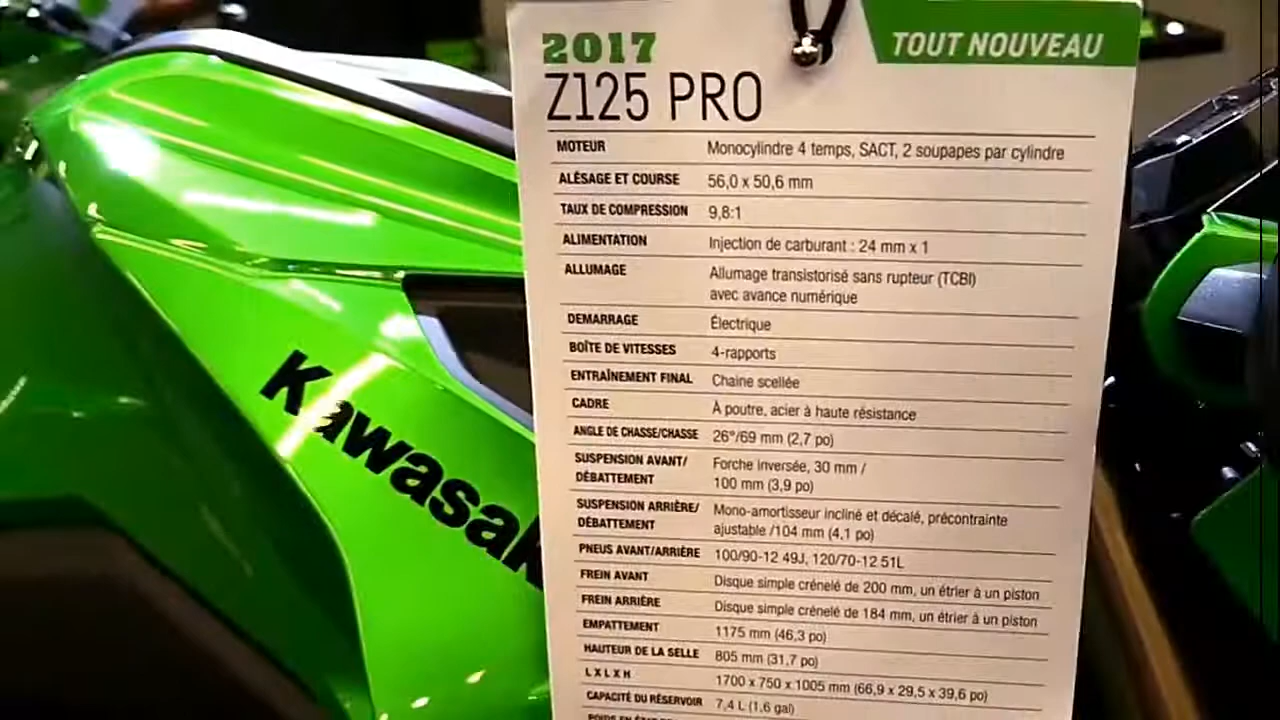 2017
TOUT NOUVEAU
Z125 PRO
MOTEUR Monocylindre 4 temps, SACT, 2 soupapes par cylindre
ALÉSAGE ET COURSE 56,0 x 50,6 mm
TAUX DE COMPRESSION 9,8:1
ALIMENTATION Injection de carburant : 24 mm x 1
ALLUMAGE Allumage transistorisé sans rupteur (TCBI)
avec avance numérique
DEMARRAGE Électrique
BOÎTE DE VITESSES 4-rapports
ENTRAÎNEMENT FINAL Chaine scellée
CADRE À poutre, acier à haute résistance
ANGLE DE CHASSE/CHASSE 26°/69 mm (2,7 po)
SUSPENSION AVANT/ Forche inversée, 30 mm /
DÉBATTEMENT 100 mm (3,9 po)
SUSPENSION ARRIÈRE/ Mono-amortisseur incliné et décalé, précontrainte
DÉBATTEMENT ajustable /104 mm (4,1 po)
PNEUS AVANT/ARRIÈRE 100/90-12 49J, 120/70-12 51L
FREIN AVANT Disque simple crénelé de 200 mm, un étrier à un piston
FREIN ARRIÈRE Disque simple crénelé de 184 mm, un étrier à un piston
EMPATTEMENT 1175 mm (46,3 po)
HAUTEUR DE LA SELLE 805 mm (31,7 po)
L X L X H 1700 x 750 x 1005 mm (66,9 x 29,5 x 39,6 po)
CAPACITÉ DU RÉSERVOIR 7,4 L (1,6 gal)
Kawasak